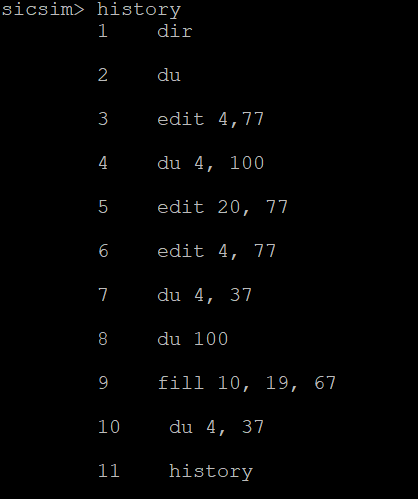 sicsim> history
1 dir
2 du
3 edit 4,77
4 du 4, 100
5 edit 20, 77
6 edit 4, 77
7 du 4, 37
8 du 100
9 fill 10, 19, 67
10 du 4, 37
11 history